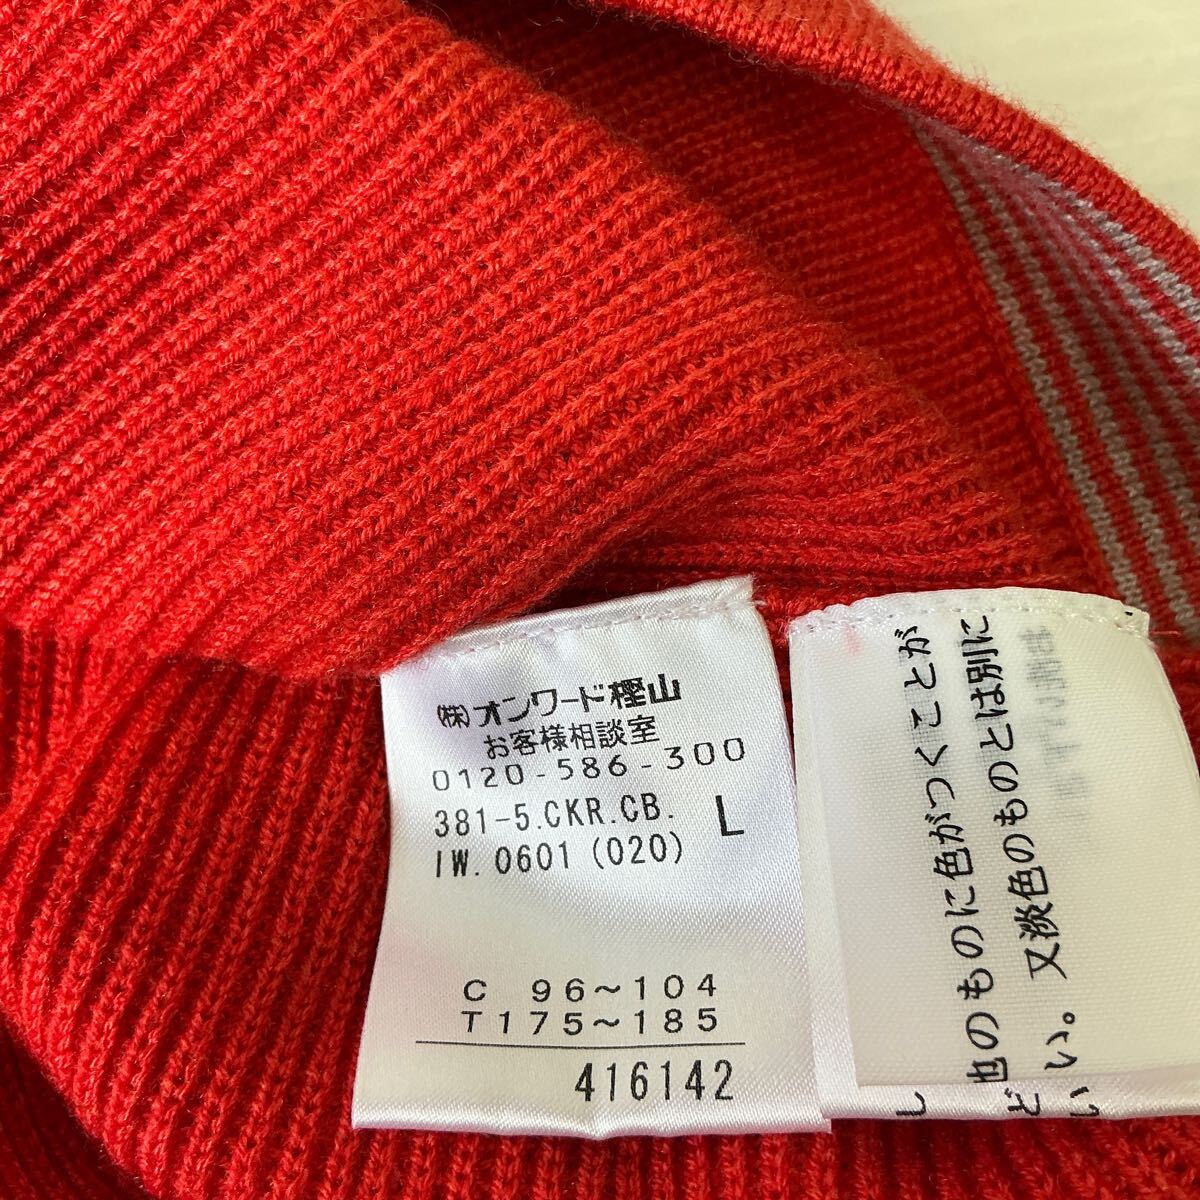 ㈱オンワード樫山
お客様相談室
0120-586-300
381-5.CKR.CB.
IW.0601(020)
L
C 96~104
T175~185
416142
也のものに色がつくことが
又淡色のものとは別に
い。